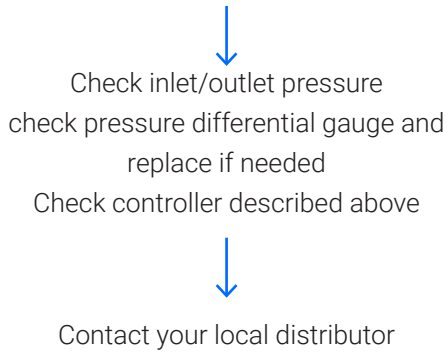 Check inlet/outlet pressure
check pressure differential gauge and
replace if needed
Check controller described above
Contact your local distributor